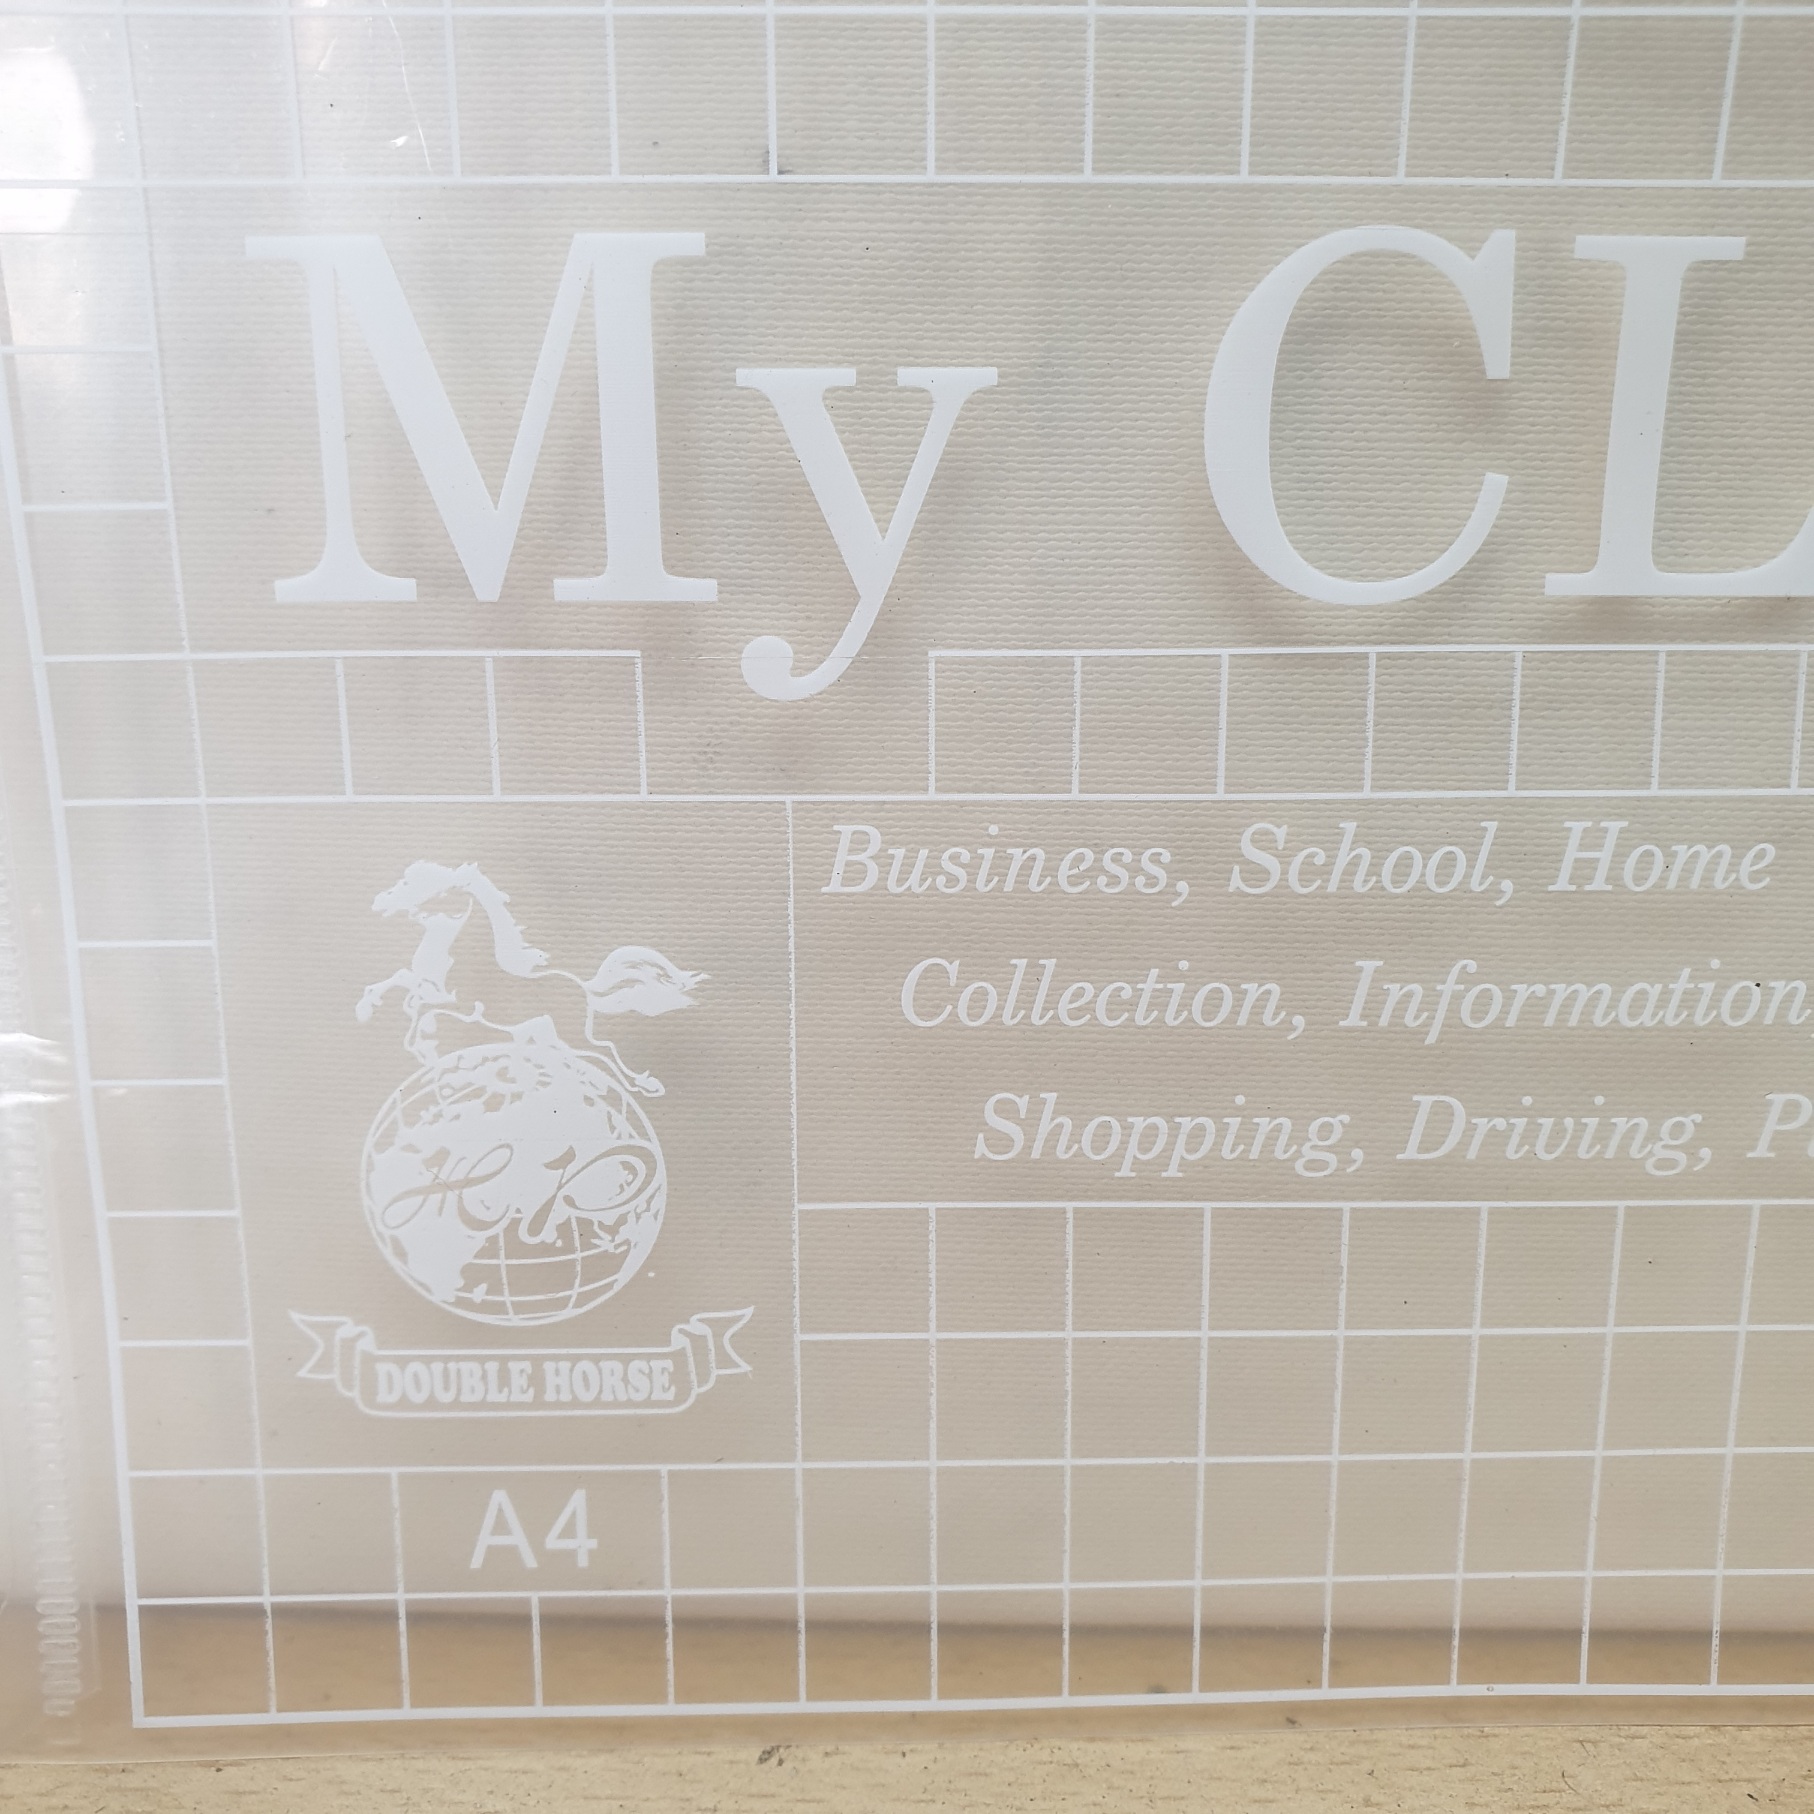 My CL
Business, School, Home
Collection, Information,
Shopping, Driving,
H.P.
DOUBLE HORSE
A4